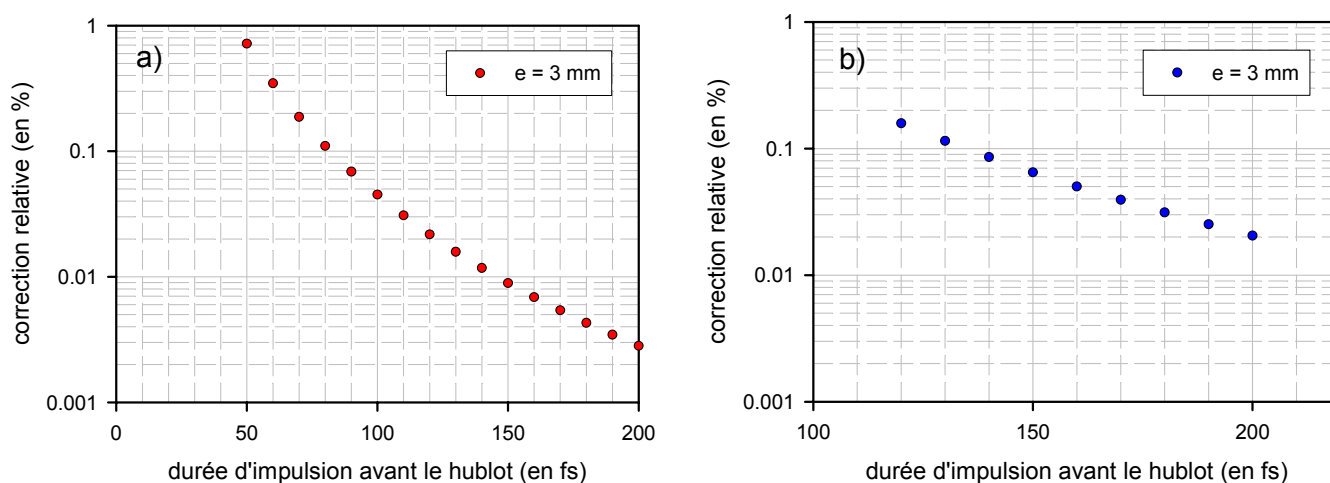 a)
e = 3 mm
correction relative (en %)
1
0.1
0.01
0.001
0
50
100
150
200
durée d'impulsion avant le hublot (en fs)
b)
e = 3 mm
correction relative (en %)
1
0.1
0.01
0.001
100
150
200
durée d'impulsion avant le hublot (en fs)